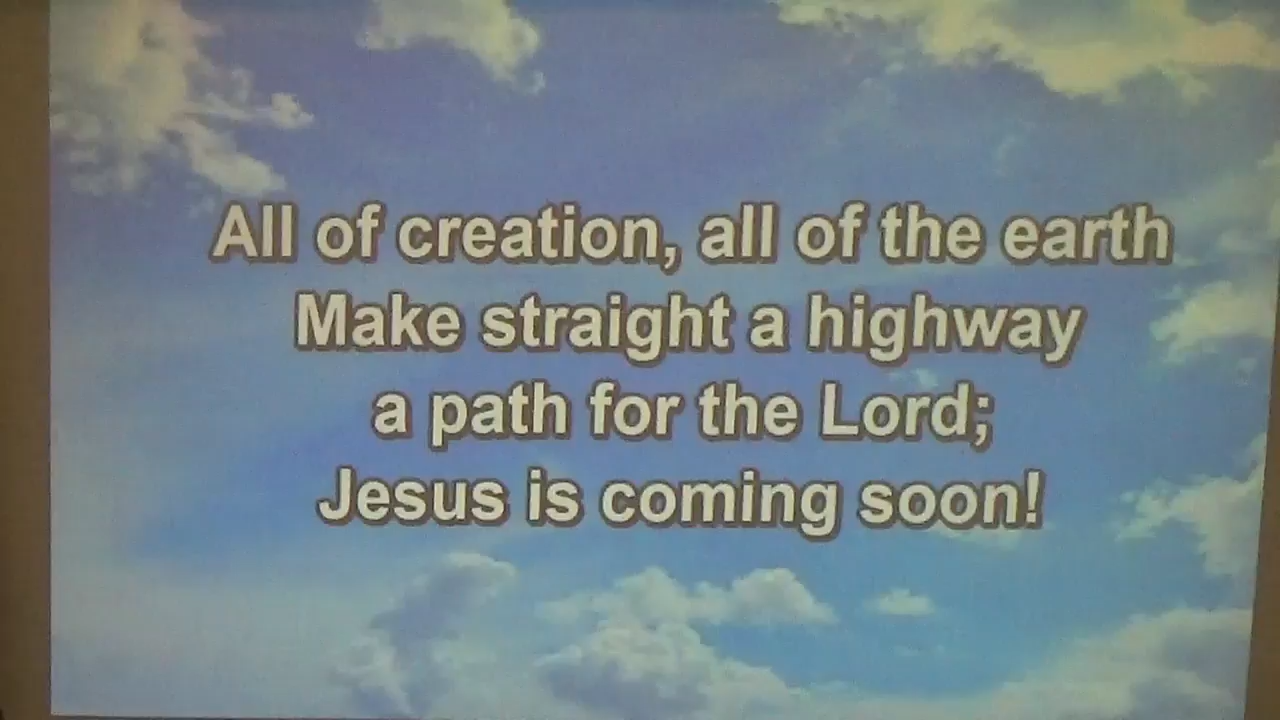 All of creation, all of the earth
Make straight a highway
a path for the Lord;
Jesus is coming soon!